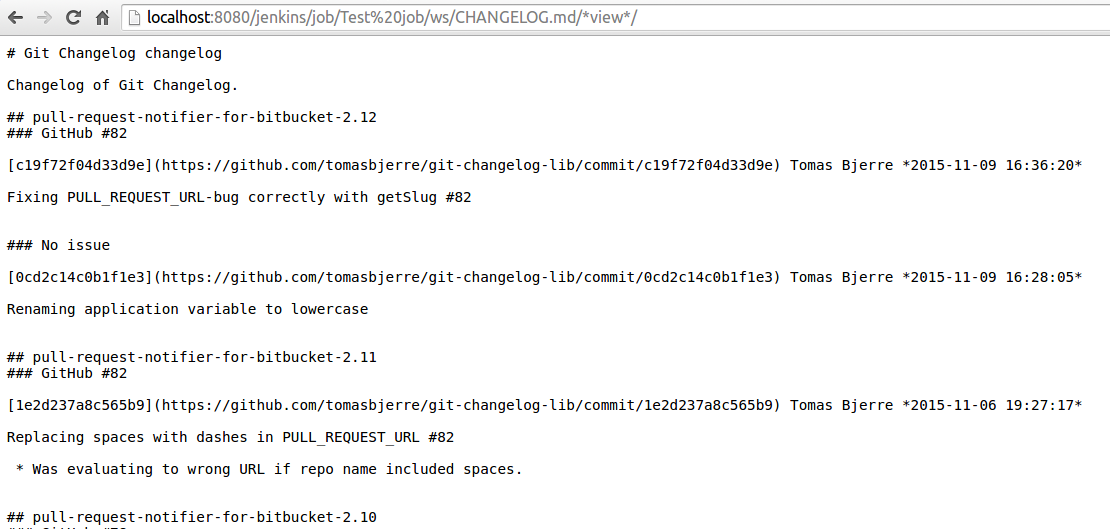 localhost:8080/jenkins/job/Test%20job/ws/CHANGELOG.md/*view*/
# Git Changelog changelog
Changelog of Git Changelog.
## pull-request-notifier-for-bitbucket-2.12
### GitHub #82
[c19f72f04d33d9e](https://github.com/tomasbjerre/git-changelog-lib/commit/c19f72f04d33d9e) Tomas Bjerre *2015-11-09 16:36:20*
Fixing PULL_REQUEST_URL-bug correctly with getSlug #82
### No issue
[0cd2c14c0b1f1e3](https://github.com/tomasbjerre/git-changelog-lib/commit/0cd2c14c0b1f1e3) Tomas Bjerre *2015-11-09 16:28:05*
Renaming application variable to lowercase
## pull-request-notifier-for-bitbucket-2.11
### GitHub #82
[1e2d237a8c565b9](https://github.com/tomasbjerre/git-changelog-lib/commit/1e2d237a8c565b9) Tomas Bjerre *2015-11-06 19:27:17*
Replacing spaces with dashes in PULL_REQUEST_URL #82
* Was evaluating to wrong URL if repo name included spaces.
## pull-request-notifier-for-bitbucket-2.10